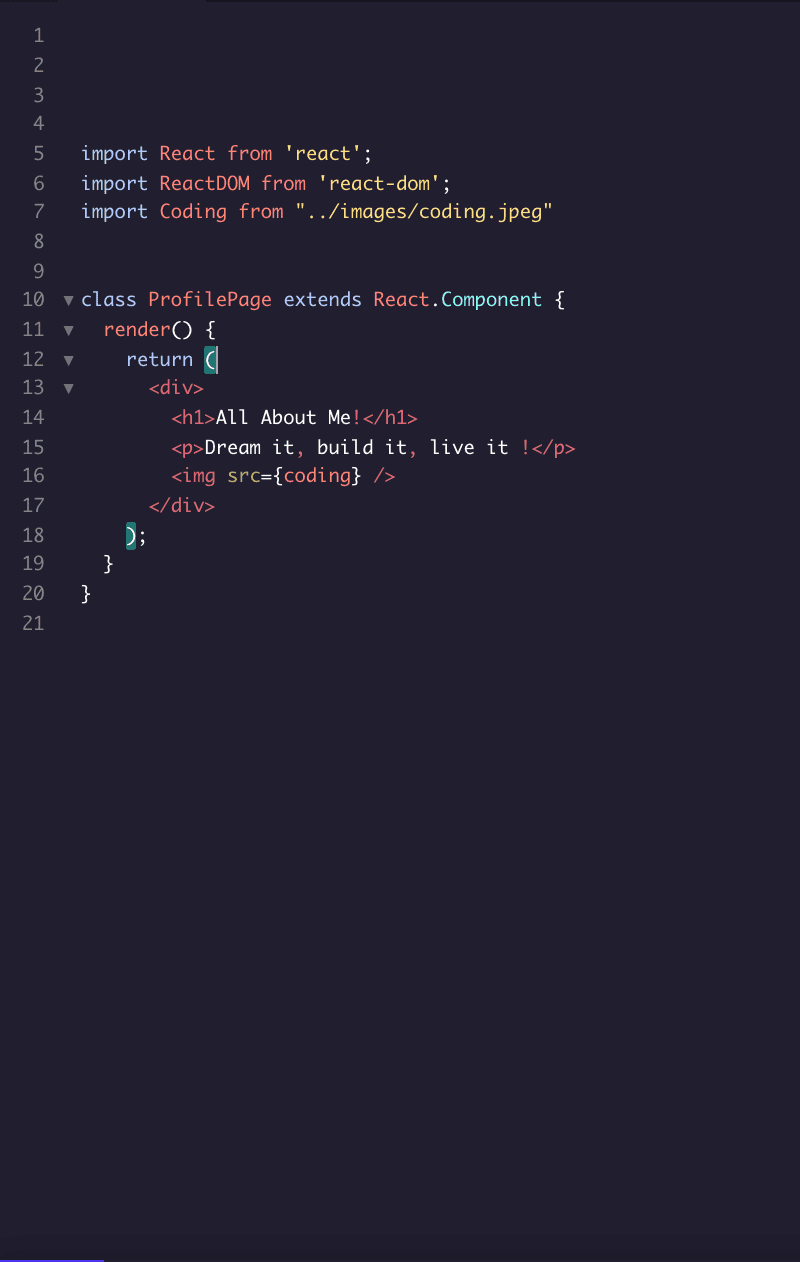 1
2
3
4
5 import React from 'react';
6 import ReactDOM from 'react-dom';
7 import Coding from "../images/coding.jpeg"
8
9
10 ▼ class ProfilePage extends React.Component {
11 ▼   render() {
12 ▼     return (
13 ▼       <div>
14         <h1>All About Me!</h1>
15         <p>Dream it, build it, live it !</p>
16         <img src={coding} />
17       </div>
18     );
19   }
20 }
21